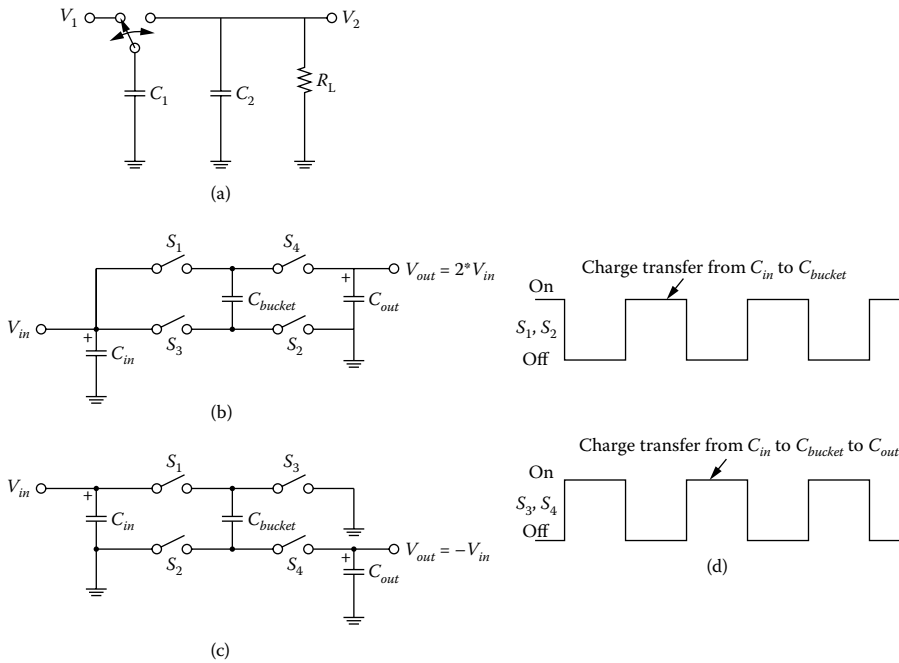 V1
V2
C1
C2
RL
(a)
S1
S4
Vout = 2*Vin
+
Cbucket
Cout
Vin
+
S3
S2
Cin
(b)
S1
S3
Vin
+
Cin
Cbucket
S2
S4
+
Vout = −Vin
Cout
(c)
Charge transfer from Cin to Cbucket
On
S1, S2
Off
Charge transfer from Cin to Cbucket to Cout
On
S3, S4
Off
(d)